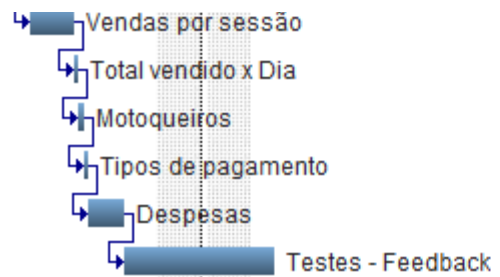 Vendas por sessão
Total vendido x Dia
Motoqueiros
Tipos de pagamento
Despesas
Testes - Feedback